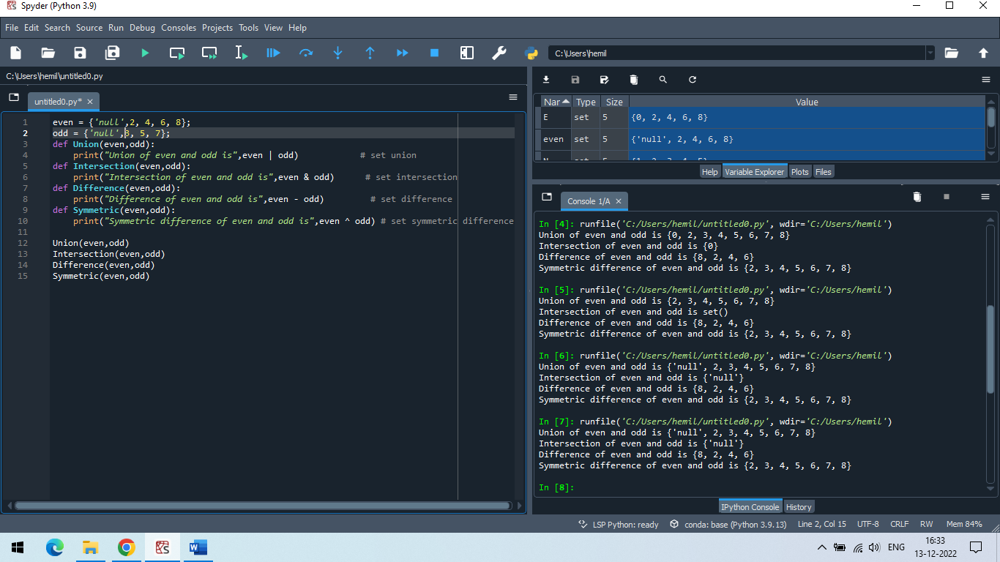 Spyder (Python 3.9)
File Edit Search Source Run Debug Consoles Projects Tools View Help
C:\Users\hemil
C:\Users\hemil\untitled0.py
untitled0.py*
1 even = {'null',2, 4, 6, 8};
2 odd = {'null',3, 5, 7};
3 def Union(even,odd):
4 print("Union of even and odd is",even | odd) # set union
5 def Intersection(even,odd):
6 print("Intersection of even and odd is",even & odd) # set intersection
7 def Difference(even,odd):
8 print("Difference of even and odd is",even - odd) # set difference
9 def Symmetric(even,odd):
10 print("Symmetric difference of even and odd is",even ^ odd) # set symmetric difference
11
12 Union(even,odd)
13 Intersection(even,odd)
14 Difference(even,odd)
15 Symmetric(even,odd)
Nar Type Size Value
E set 5 {0, 2, 4, 6, 8}
even set 5 {'null', 2, 4, 6, 8}
N set 5 {1, 2, 3, 4, 5}
Help Variable Explorer Plots Files
Console 1/A
In [4]: runfile('C:/Users/hemil/untitled0.py', wdir='C:/Users/hemil')
Union of even and odd is {0, 2, 3, 4, 5, 6, 7, 8}
Intersection of even and odd is {0}
Difference of even and odd is {8, 2, 4, 6}
Symmetric difference of even and odd is {2, 3, 4, 5, 6, 7, 8}
In [5]: runfile('C:/Users/hemil/untitled0.py', wdir='C:/Users/hemil')
Union of even and odd is {2, 3, 4, 5, 6, 7, 8}
Intersection of even and odd is set()
Difference of even and odd is {8, 2, 4, 6}
Symmetric difference of even and odd is {2, 3, 4, 5, 6, 7, 8}
In [6]: runfile('C:/Users/hemil/untitled0.py', wdir='C:/Users/hemil')
Union of even and odd is {'null', 2, 3, 4, 5, 6, 7, 8}
Intersection of even and odd is {'null'}
Difference of even and odd is {8, 2, 4, 6}
Symmetric difference of even and odd is {2, 3, 4, 5, 6, 7, 8}
In [7]: runfile('C:/Users/hemil/untitled0.py', wdir='C:/Users/hemil')
Union of even and odd is {'null', 2, 3, 4, 5, 6, 7, 8}
Intersection of even and odd is {'null'}
Difference of even and odd is {8, 2, 4, 6}
Symmetric difference of even and odd is {2, 3, 4, 5, 6, 7, 8}
In [8]:
IPython Console History
LSP Python: ready conda: base (Python 3.9.13) Line 2, Col 15 UTF-8 CRLF RW Mem 84%
ENG 16:33
13-12-2022